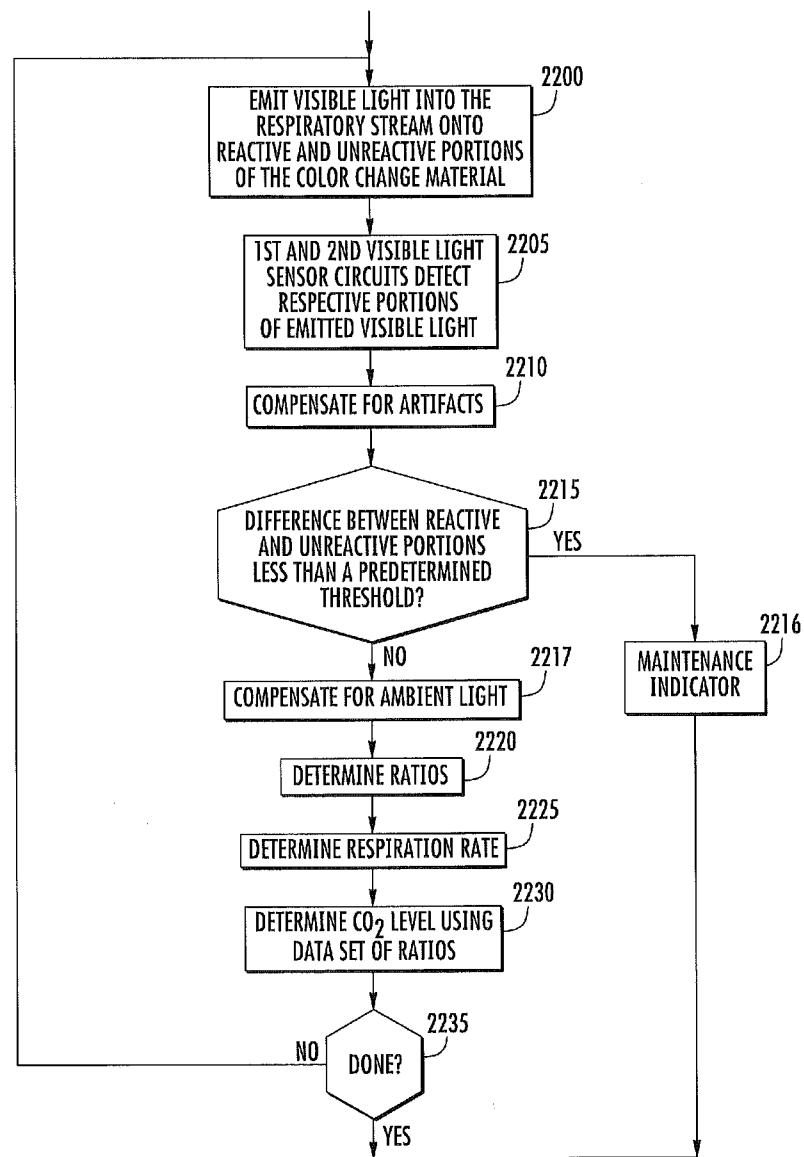 2200
EMIT VISIBLE LIGHT INTO THE
RESPIRATORY STREAM ONTO
REACTIVE AND UNREACTIVE PORTIONS
OF THE COLOR CHANGE MATERIAL
2205
1ST AND 2ND VISIBLE LIGHT
SENSOR CIRCUITS DETECT
RESPECTIVE PORTIONS
OF EMITTED VISIBLE LIGHT
2210
COMPENSATE FOR ARTIFACTS
2215
DIFFERENCE BETWEEN REACTIVE
AND UNREACTIVE PORTIONS
LESS THAN A PREDETERMINED
THRESHOLD?
YES
2216
MAINTENANCE
INDICATOR
NO
2217
COMPENSATE FOR AMBIENT LIGHT
2220
DETERMINE RATIOS
2225
DETERMINE RESPIRATION RATE
2230
DETERMINE CO2 LEVEL USING
DATA SET OF RATIOS
2235
NO
DONE?
YES